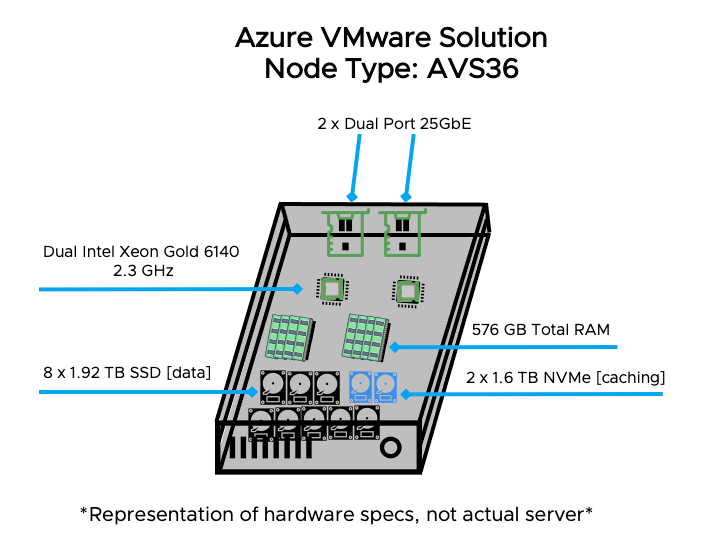 Azure VMware Solution
Node Type: AVS36
2 x Dual Port 25GbE
Dual Intel Xeon Gold 6140
2.3 GHz
576 GB Total RAM
8 x 1.92 TB SSD [data]
2 x 1.6 TB NVMe [caching]
*Representation of hardware specs, not actual server*